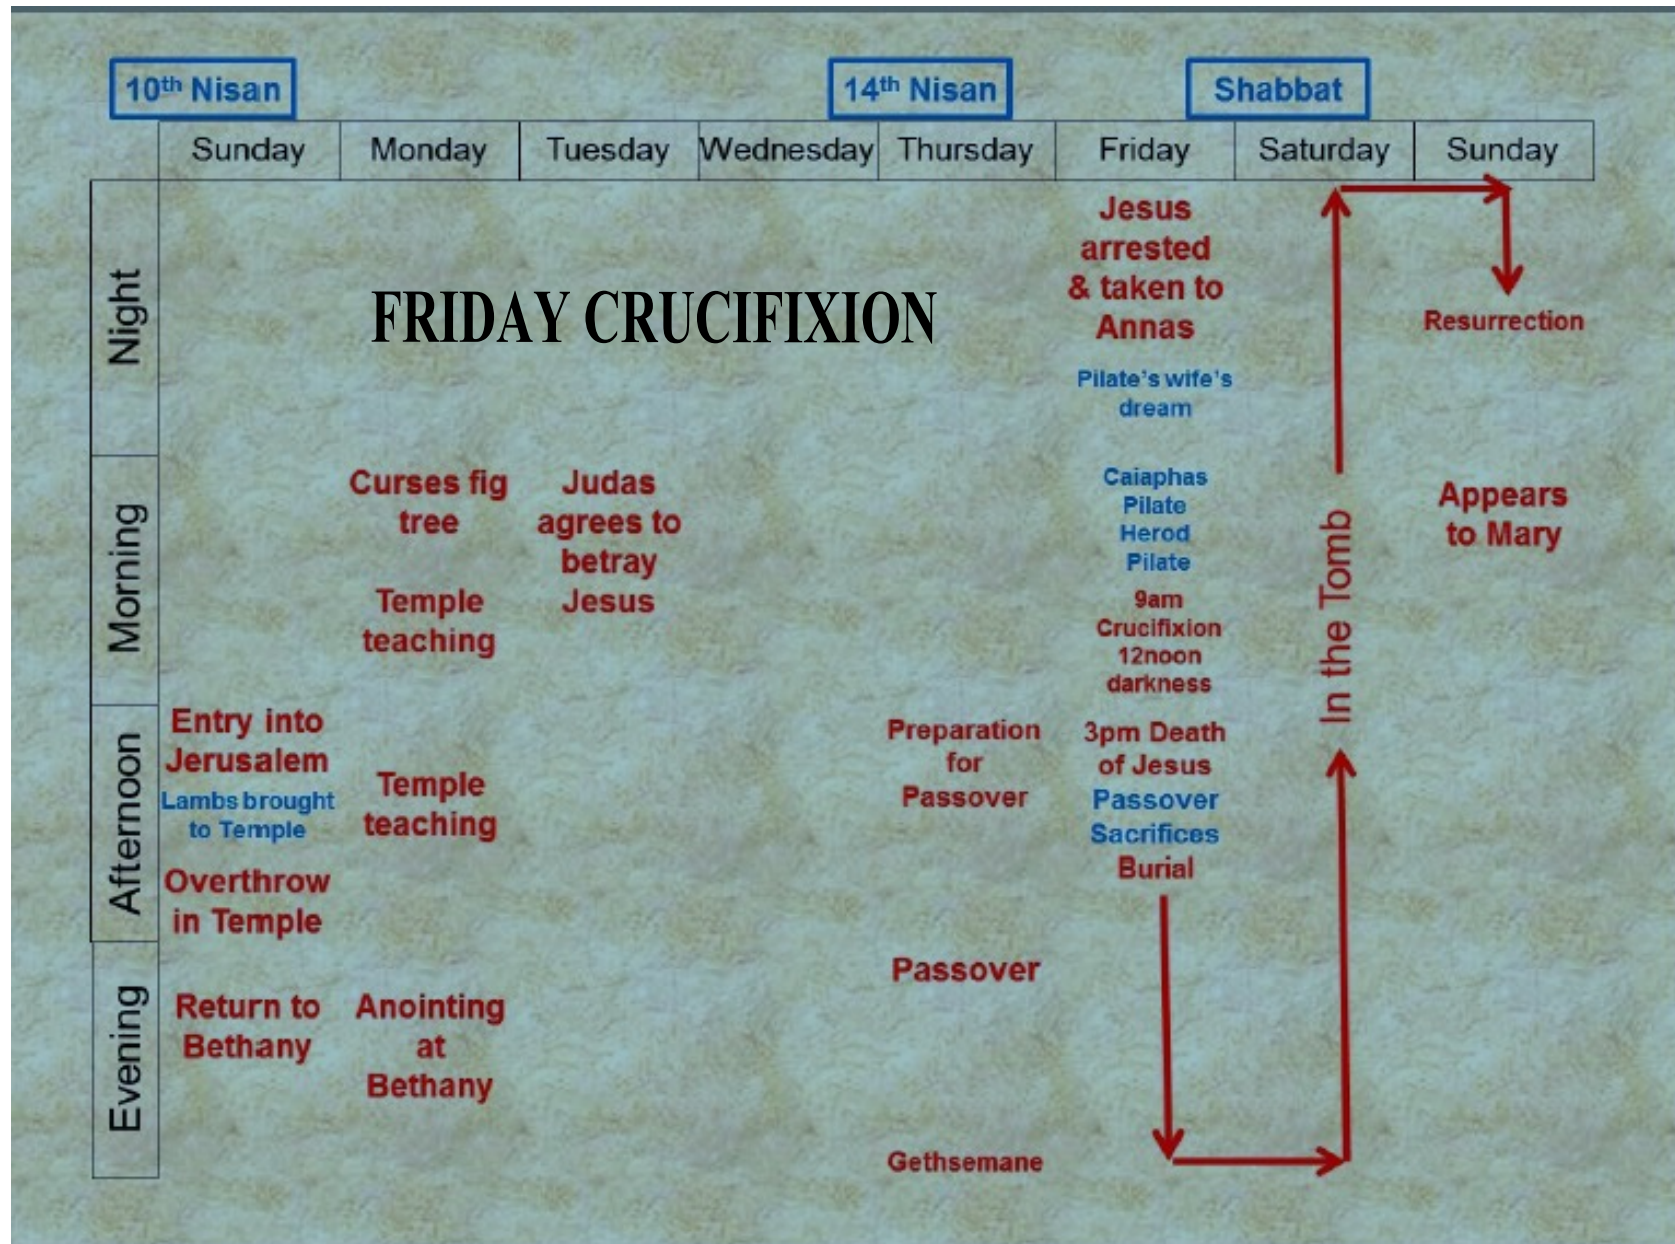 10th Nisan
14th Nisan
Shabbat
Sunday
Monday
Tuesday
Wednesday
Thursday
Friday
Saturday
Sunday
Night
FRIDAY CRUCIFIXION
Jesus
arrested
& taken to
Annas
Pilate's wife's
dream
Resurrection
Morning
Curses fig
tree
Temple
teaching
Judas
agrees to
betray
Jesus
Caiaphas
Pilate
Herod
Pilate
9am
Crucifixion
12noon
darkness
In the Tomb
Appears
to Mary
Afternoon
Entry into
Jerusalem
Lambs brought
to Temple
Overthrow
in Temple
Temple
teaching
Preparation
for
Passover
3pm Death
of Jesus
Passover
Sacrifices
Burial
Evening
Return to
Bethany
Anointing
at
Bethany
Passover
Gethsemane